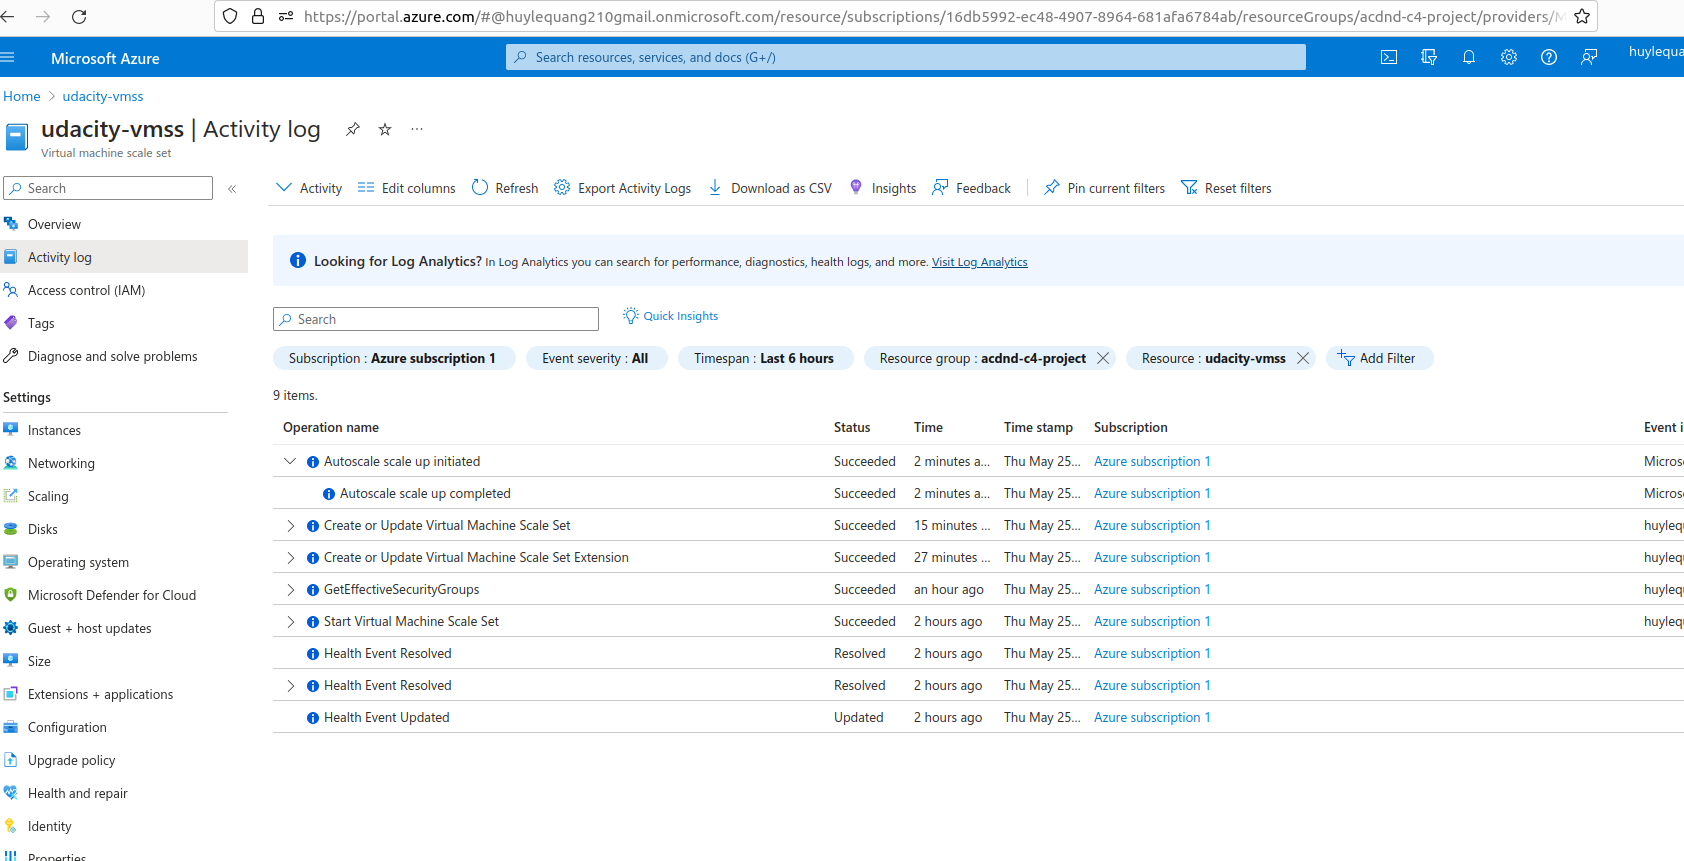 https://portal.azure.com/#@huylequang210gmail.onmicrosoft.com/resource/subscriptions/16db5992-ec48-4907-8964-681afa6784ab/resourceGroups/acdnd-c4-project/providers/M
Microsoft Azure
Search resources, services, and docs (G+/)
huylequa
Home > udacity-vmss
udacity-vmss | Activity log ...
Virtual machine scale set
Search «
Activity Edit columns Refresh Export Activity Logs Download as CSV Insights Feedback Pin current filters Reset filters
Overview
Activity log
Access control (IAM)
Tags
Diagnose and solve problems
Settings
Instances
Networking
Scaling
Disks
Operating system
Microsoft Defender for Cloud
Guest + host updates
Size
Extensions + applications
Configuration
Upgrade policy
Health and repair
Identity
Properties
Looking for Log Analytics? In Log Analytics you can search for performance, diagnostics, health logs, and more. Visit Log Analytics
Search Quick Insights
Subscription : Azure subscription 1 Event severity : All Timespan : Last 6 hours Resource group : acdnd-c4-project Resource : udacity-vmss Add Filter
9 items.
Operation name Status Time Time stamp Subscription Event i
Autoscale scale up initiated Succeeded 2 minutes a... Thu May 25... Azure subscription 1 Micros
Autoscale scale up completed Succeeded 2 minutes a... Thu May 25... Azure subscription 1 Micros
Create or Update Virtual Machine Scale Set Succeeded 15 minutes ... Thu May 25... Azure subscription 1 huyleq
Create or Update Virtual Machine Scale Set Extension Succeeded 27 minutes ... Thu May 25... Azure subscription 1 huyleq
GetEffectiveSecurityGroups Succeeded an hour ago Thu May 25... Azure subscription 1 huyleq
Start Virtual Machine Scale Set Succeeded 2 hours ago Thu May 25... Azure subscription 1 huyleq
Health Event Resolved Resolved 2 hours ago Thu May 25... Azure subscription 1
Health Event Resolved Resolved 2 hours ago Thu May 25... Azure subscription 1
Health Event Updated Updated 2 hours ago Thu May 25... Azure subscription 1